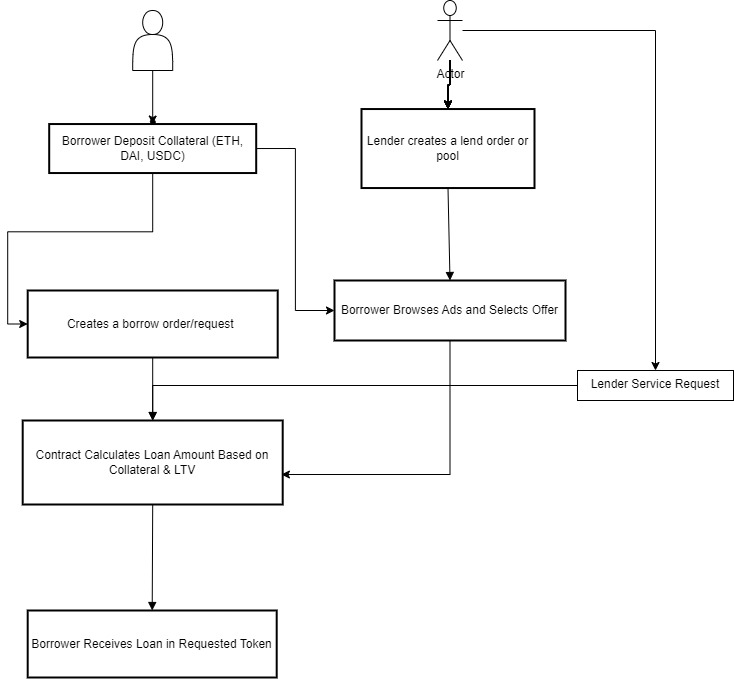 Actor
Borrower Deposit Collateral (ETH,
DAI, USDC)
Lender creates a lend order or
pool
Creates a borrow order/request
Borrower Browses Ads and Selects Offer
Lender Service Request
Contract Calculates Loan Amount Based on
Collateral & LTV
Borrower Receives Loan in Requested Token